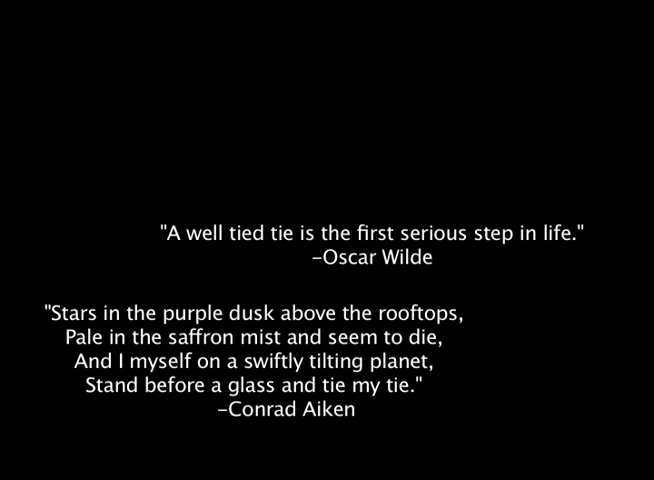 "A well tied tie is the first serious step in life."
–Oscar Wilde
"Stars in the purple dusk above the rooftops,
Pale in the saffron mist and seem to die,
And I myself on a swiftly tilting planet,
Stand before a glass and tie my tie."
–Conrad Aiken